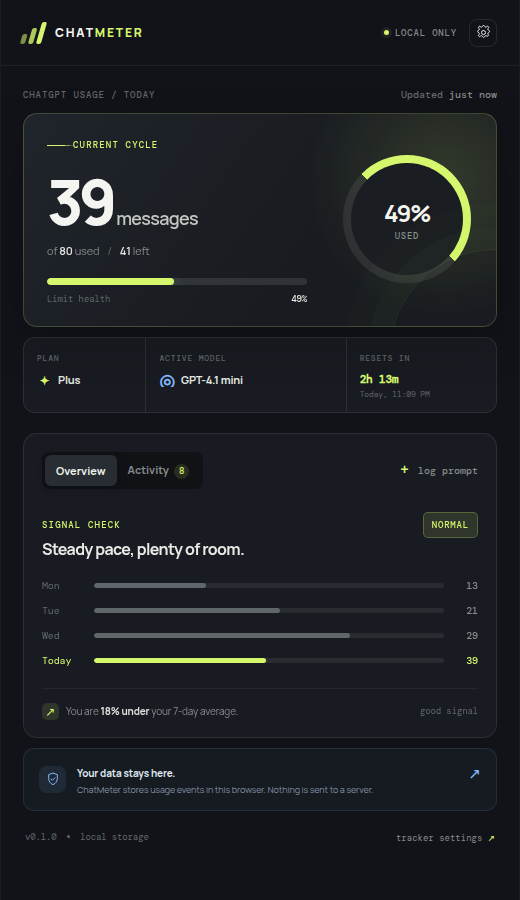 CHATMETER
LOCAL ONLY
CHATGPT USAGE / TODAY
Updated just now
CURRENT CYCLE
39 messages
of 80 used / 41 left
Limit health
49%
49%
USED
PLAN
Plus
ACTIVE MODEL
GPT-4.1 mini
RESETS IN
2h 13m
Today, 11:09 PM
Overview
Activity 8
+ log prompt
SIGNAL CHECK
NORMAL
Steady pace, plenty of room.
Mon 13
Tue 21
Wed 29
Today 39
↗ You are 18% under your 7-day average.
good signal
Your data stays here. ↗
ChatMeter stores usage events in this browser. Nothing is sent to a server.
v0.1.0 • local storage
tracker settings ↗